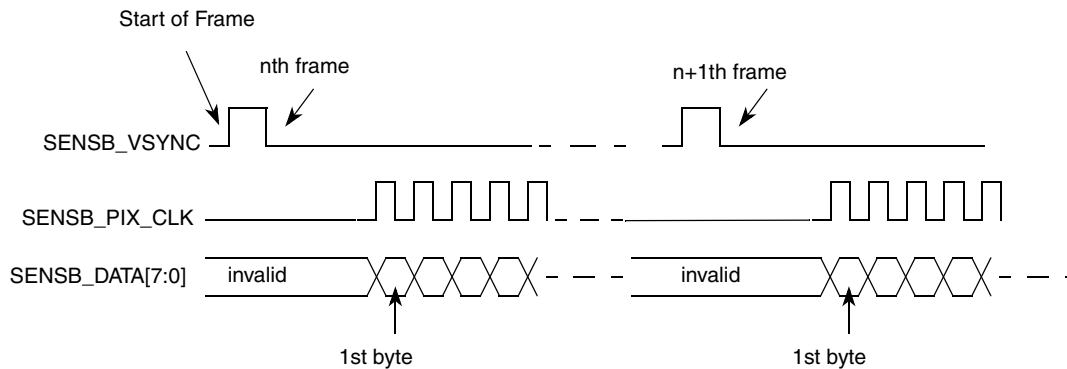 Start of Frame
nth frame
n+1th frame
SENSB_VSYNC
SENSB_PIX_CLK
SENSB_DATA[7:0]
invalid
invalid
1st byte
1st byte